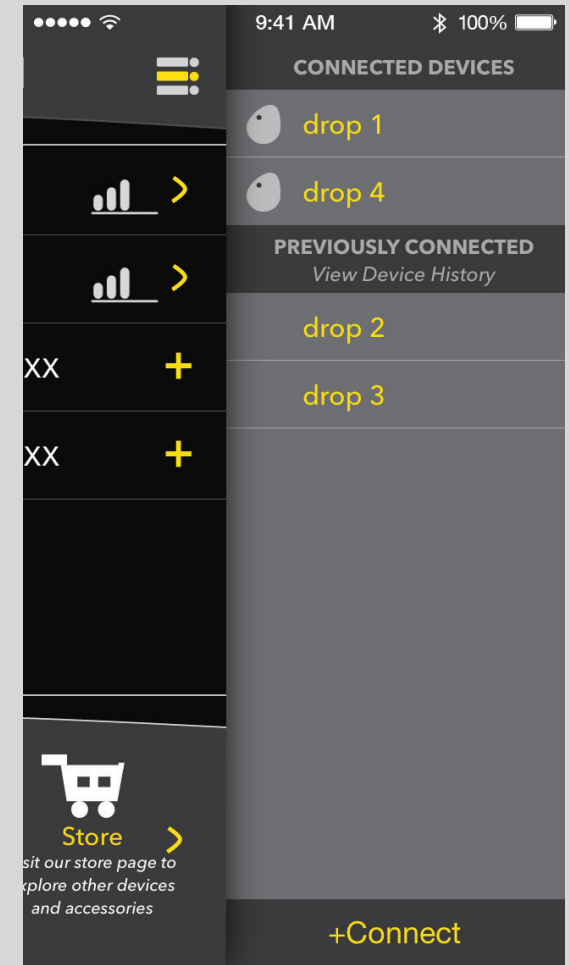 9:41 AM
100%
CONNECTED DEVICES
drop 1
drop 4
PREVIOUSLY CONNECTED
View Device History
drop 2
drop 3
+Connect
xx +
xx +
Store
sit our store page to
xplore other devices
and accessories